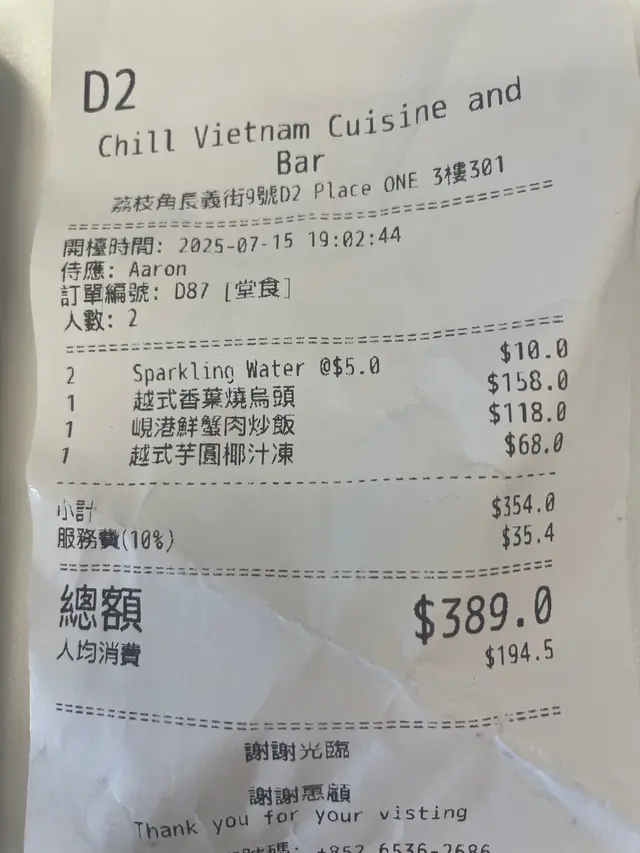 D2
Chill Vietnam Cuisine and
Bar
荔枝角長義街9號D2 Place ONE 3樓301
開檯時間: 2025-07-15 19:02:44
侍應: Aaron
訂單編號: D87 [堂食]
人數: 2
2 Sparkling Water @$5.0 $10.0
1 越式香葉燒烏頭 $158.0
1 峴港鮮蟹肉炒飯 $118.0
1 越式芋圓椰汁凍 $68.0
小計 $354.0
服務費(10%) $35.4
總額 $389.0
人均消費 $194.5
謝謝光臨
謝謝惠顧
Thank you for your visting
碼: +852 6536-2686